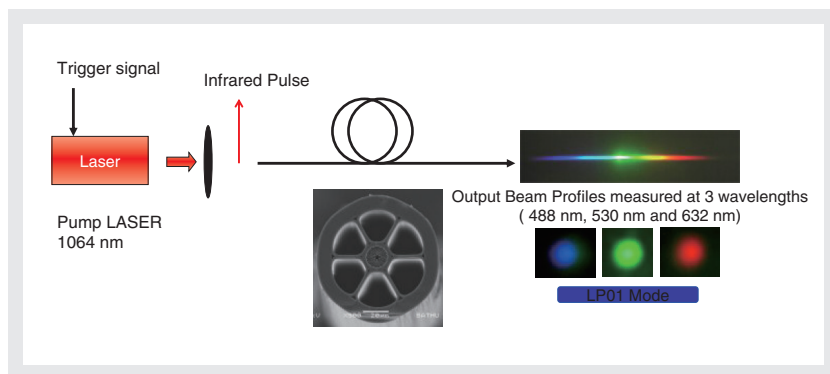 Trigger signal
Infrared Pulse
Laser
Pump LASER
1064 nm
Output Beam Profiles measured at 3 wavelengths
( 488 nm, 530 nm and 632 nm)
LP01 Mode